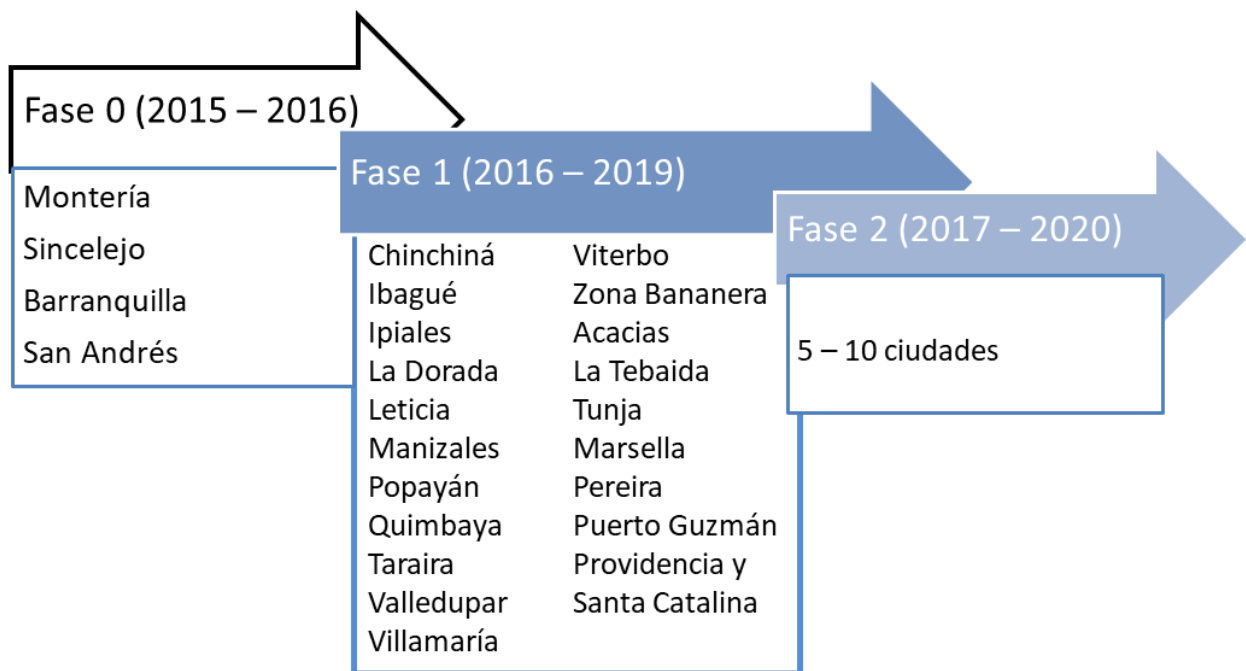 Fase 0 (2015 – 2016)
Montería
Sincelejo
Barranquilla
San Andrés
Fase 1 (2016 – 2019)
Chinchiná
Ibagué
Ipiales
La Dorada
Leticia
Manizales
Popayán
Quimbaya
Taraira
Valledupar
Villamaría
Viterbo
Zona Bananera
Acacias
La Tebaida
Tunja
Marsella
Pereira
Puerto Guzmán
Providencia y
Santa Catalina
Fase 2 (2017 – 2020)
5 – 10 ciudades